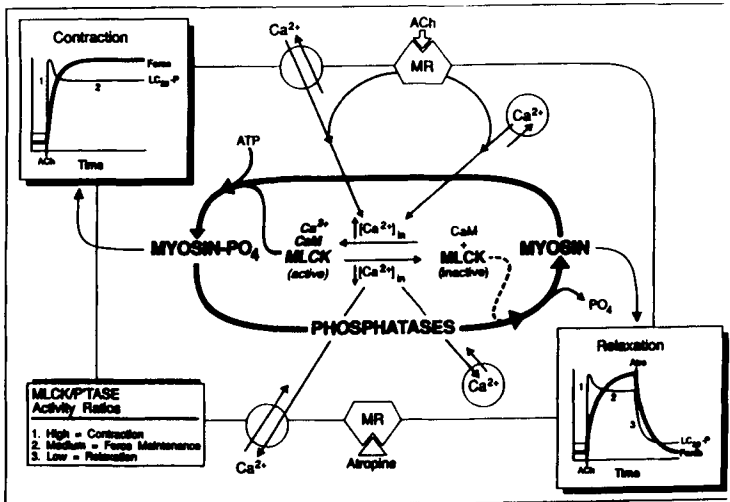 Contraction
Force
LC20-P
1
2
ACh
Time
Ca2+
ACh
MR
Ca2+
ATP
Ca2+
CaM
MLCK
(active)
↑[Ca2+]in
↓[Ca2+]in
CaM
+
MLCK
(inactive)
MYOSIN-PO4
MYOSIN
PO4
PHOSPHATASES
MLCK/P'TASE
Activity Ratios
1. High = Contraction
2. Medium = Force Maintenance
3. Low = Relaxation
Ca2+
MR
Atropine
Ca2+
Relaxation
Atro
1
2
3
LC20-P
Force
ACh
Time